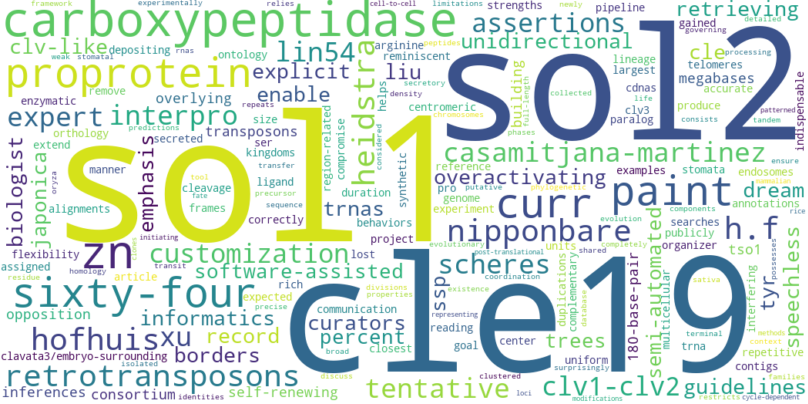 framework experimentally relies cell-to-cell limitations newly
carboxypeptidase strengths pipeline retrieving
rnas weak stomatal peptides governing detailed processing
clv-like depositing ontology lin54 arginine reminiscent assertions gained
unidirectional cle
proprotein explicit liu heidstra sol2 lineage largest telomeres megabases
remove enzymatic overlying enable helps secretory density building full-length cdnas life clv3 paralog accurate patterned indispensable
expert interpro repeats chromosomes centromeric phases produce consists tandem
sol1
biologist japonica orthology extend predictions secreted transposons size ser kingdoms region-related compromise considered
casamitjana-martinez
manner emphasis cleavage fate tool transfer ligand precursor trnas duration synthetic reference overactivating examples stomata endosomes mammalian
alignments frames sequence behaviors pro putative curr paint kingdoms dream
oryza correctly genome phylogenetic annotations
flexibility zn initiating project experiment nipponbare h.f searches components publicly rice
assigned residue homology customization lost evolutionary evolution units organizer tso1 ensure
article transit software-assisted post-translational shared completely scheres duplications complementary semi-automated 180-base-pair multicellular interfering tyr possesses speechless
opposition expected rich divisions properties coordination existence ssp database
sixty-four informatics precise communication representing reading trees terminal sativa
hofhuis xu record curators broad closest goal cle19 trna context methods
clavata3/embryo-surrounding borders percent center uniform repetitive families
retrotransposons isolated discuss surprisingly contigs
inferences consortium identities self-renewing clustered loci modifications tentative clv1-clv2 restricts guidelines cycle-dependent